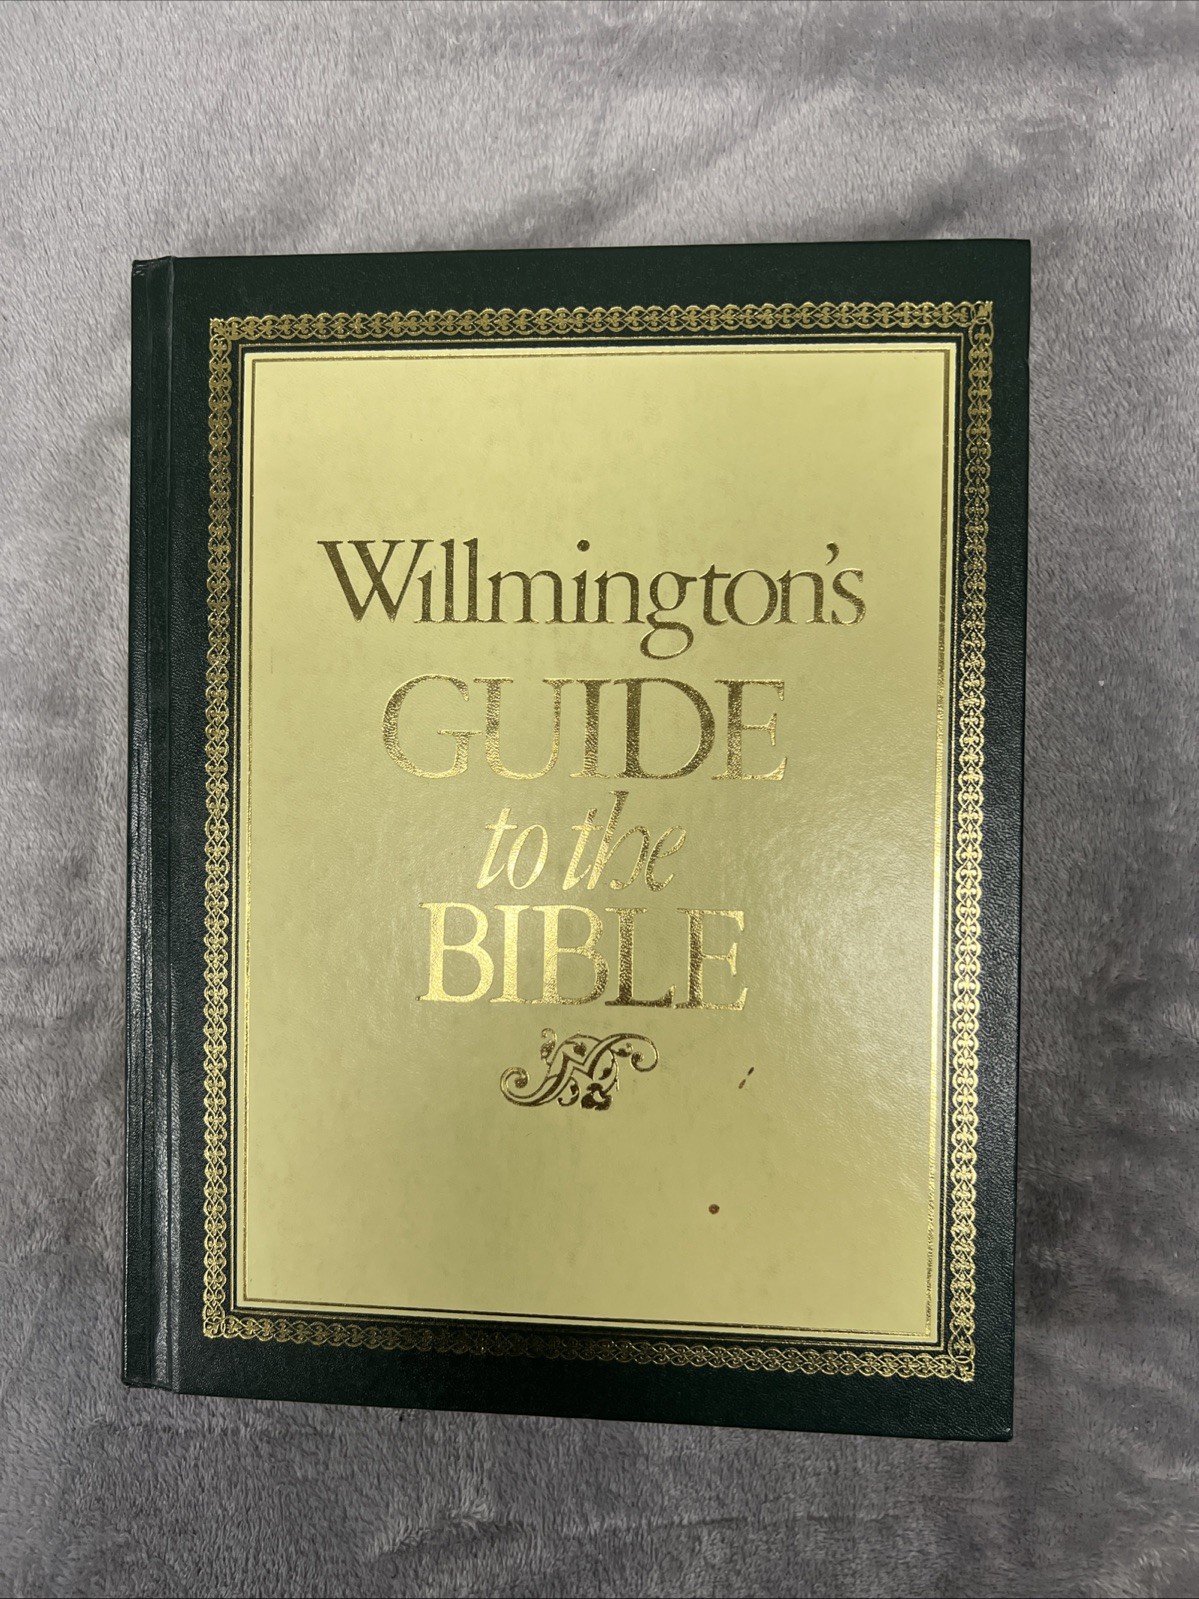 Willmington's
GUIDE
to the
BIBLE